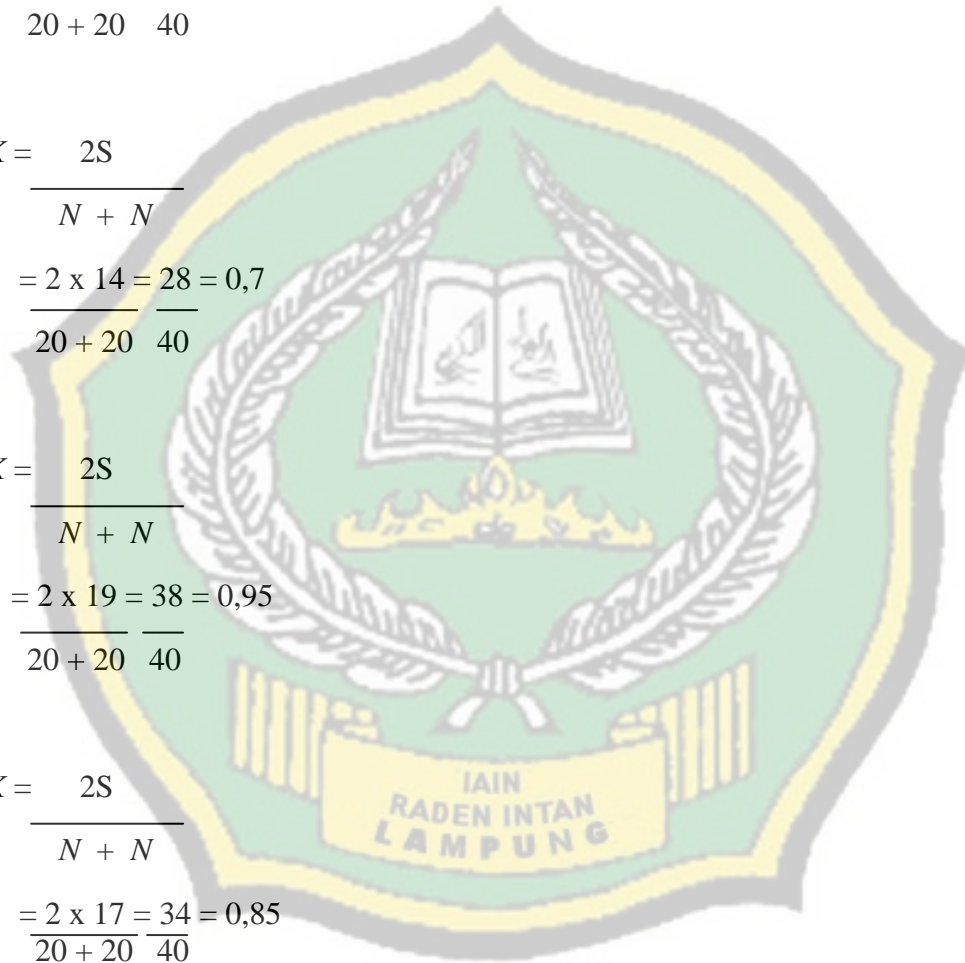 20 + 20 40
K = 2S
N + N
= 2 x 14 = 28 = 0,7
20 + 20 40
K = 2S
N + N
= 2 x 19 = 38 = 0,95
20 + 20 40
K = 2S
N + N
= 2 x 17 = 34 = 0,85
20 + 20 40
IAIN
RADEN INTAN
LAMPUNG